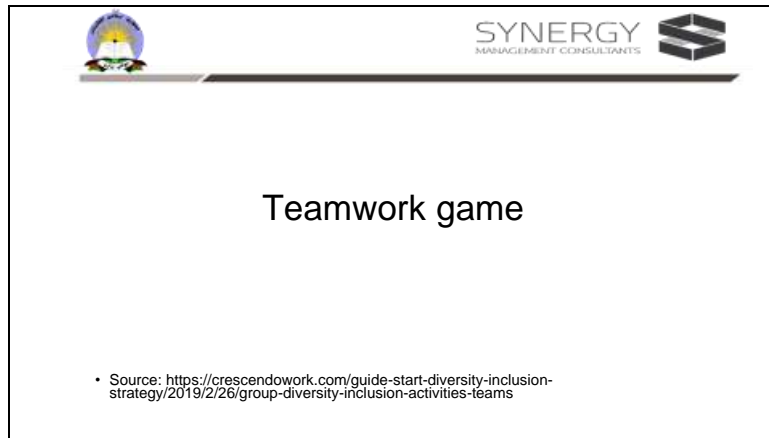 SYNERGY
MANAGEMENT CONSULTANTS
Teamwork game
• Source: https://crescendowork.com/guide-start-diversity-inclusion-
strategy/2019/2/26/group-diversity-inclusion-activities-teams